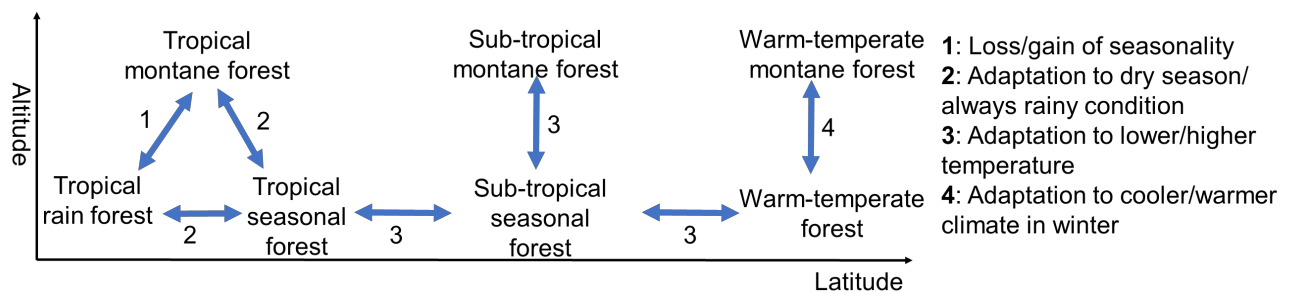 Altitude
Tropical
montane forest
Sub-tropical
montane forest
Warm-temperate
montane forest
1
2
3
4
Tropical
rain forest
2
Tropical
seasonal
forest
3
Sub-tropical
seasonal
forest
3
Warm-temperate
forest
Latitude
1: Loss/gain of seasonality
2: Adaptation to dry season/
always rainy condition
3: Adaptation to lower/higher
temperature
4: Adaptation to cooler/warmer
climate in winter